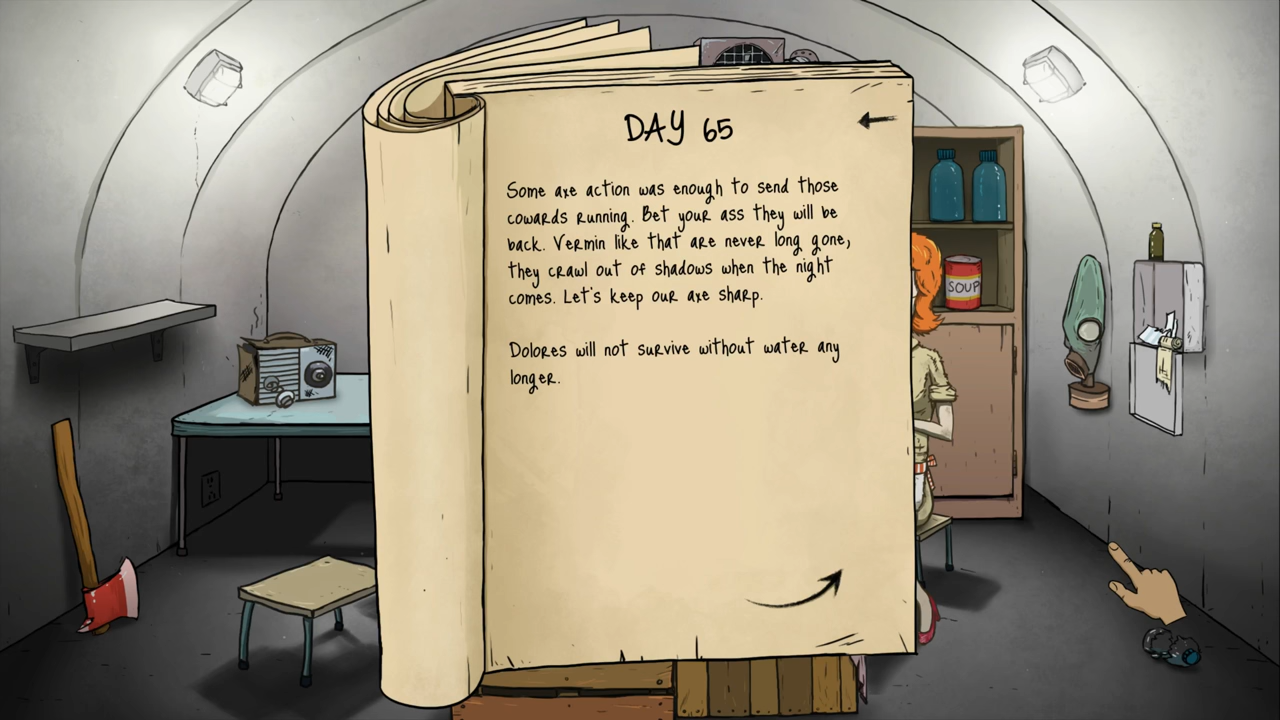 DAY 65
Some axe action was enough to send those
cowards running. Bet your ass they will be
back. Vermin like that are never long gone,
they crawl out of shadows when the night
comes. Let's keep our axe sharp.
Dolores will not survive without water any
longer.
SOUP